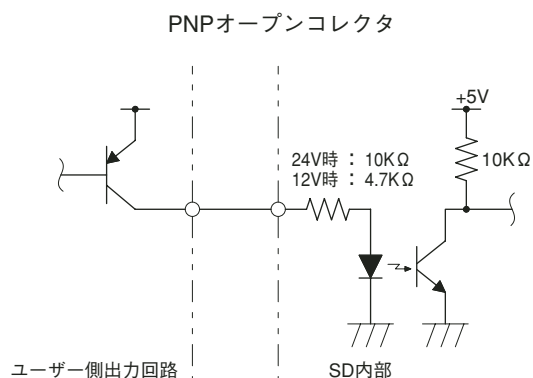 PNPオープンコレクタ
+5V
24V時 : 10KΩ
12V時 : 4.7KΩ
10KΩ
ユーザー側出力回路
SD内部